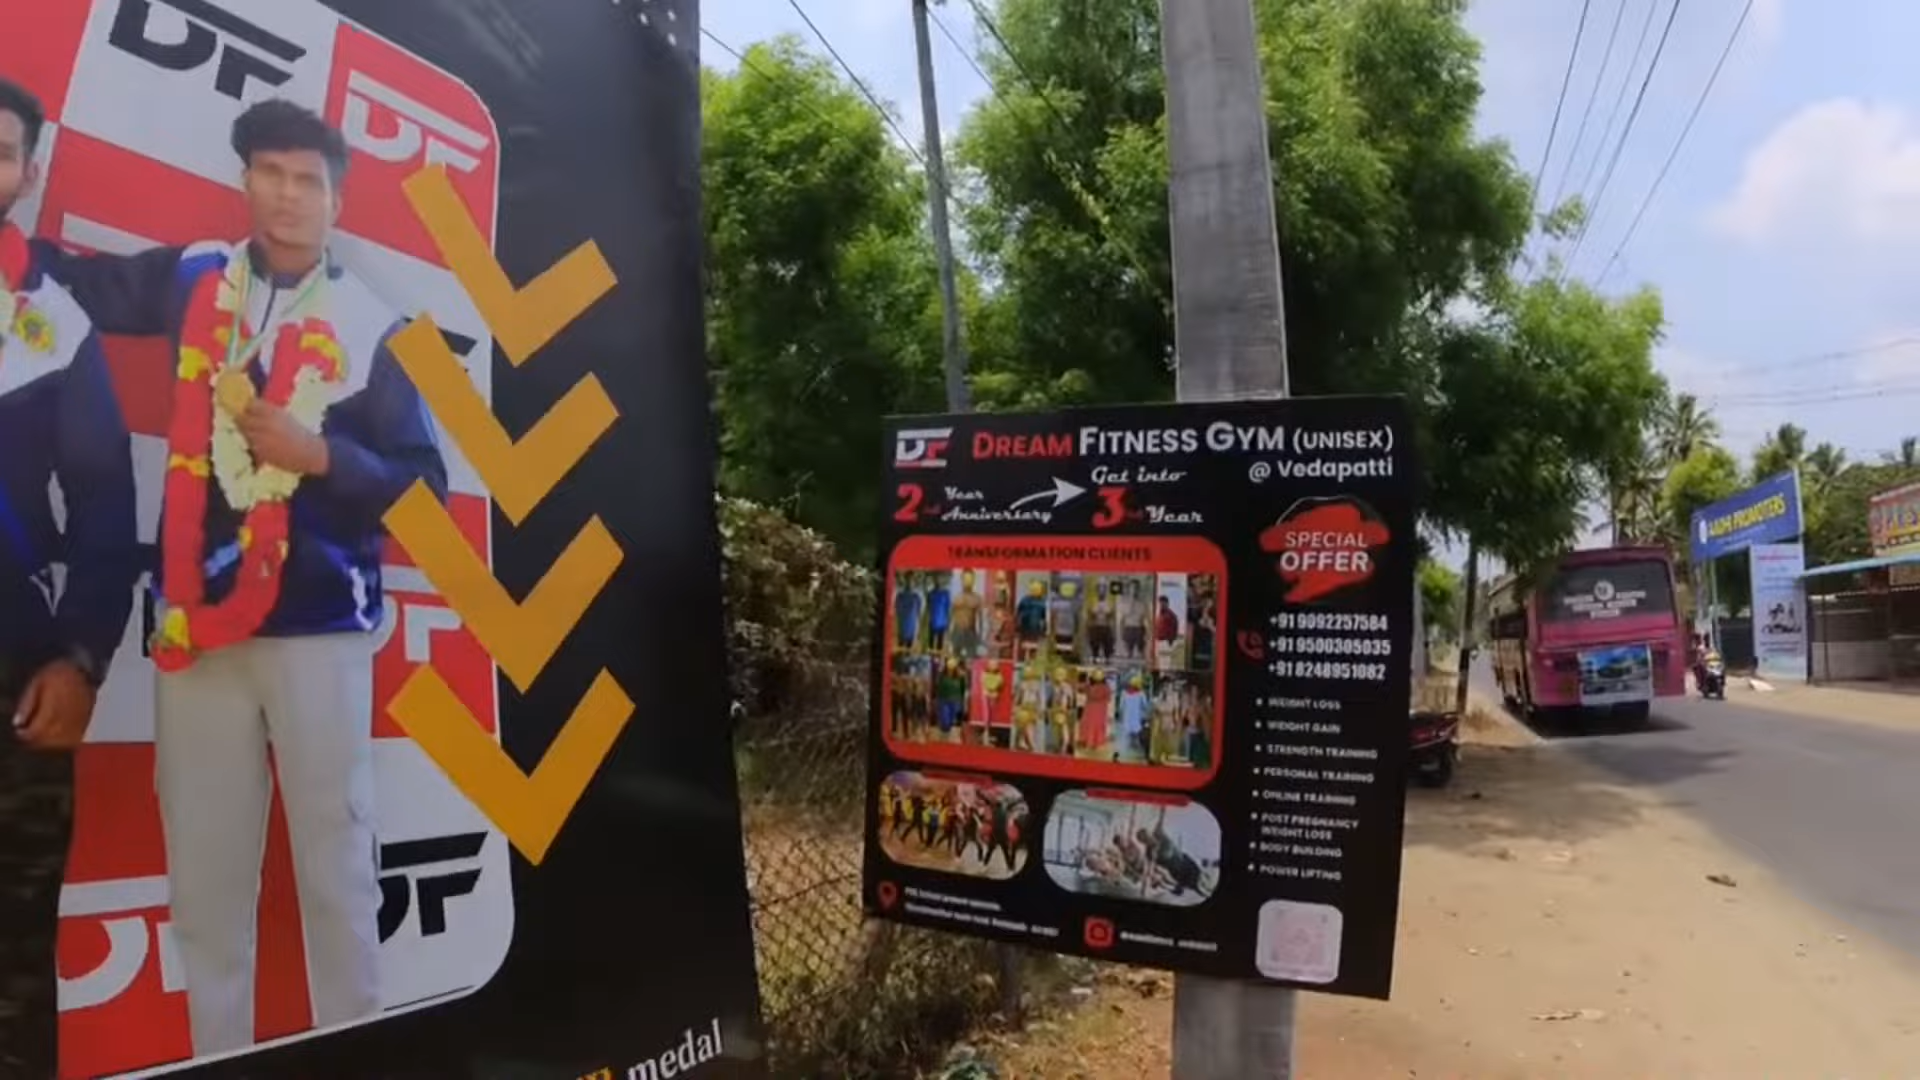 DF
DF
DF
DF
medal
DF DREAM FITNESS GYM (UNISEX)
@ Vedapatti
2nd Year Anniversary
Get into
3rd Year
TRANSFORMATION CLIENTS
SPECIAL
OFFER
+91 9092257584
+91 9500305035
+91 8248951082
WEIGHT LOSS
WEIGHT GAIN
STRENGTH TRAINING
PERSONAL TRAINING
ONLINE TRAINING
POST PREGNANCY
WEIGHT LOSS
BODY BUILDING
POWER LIFTING
AADHI PROMOTERS